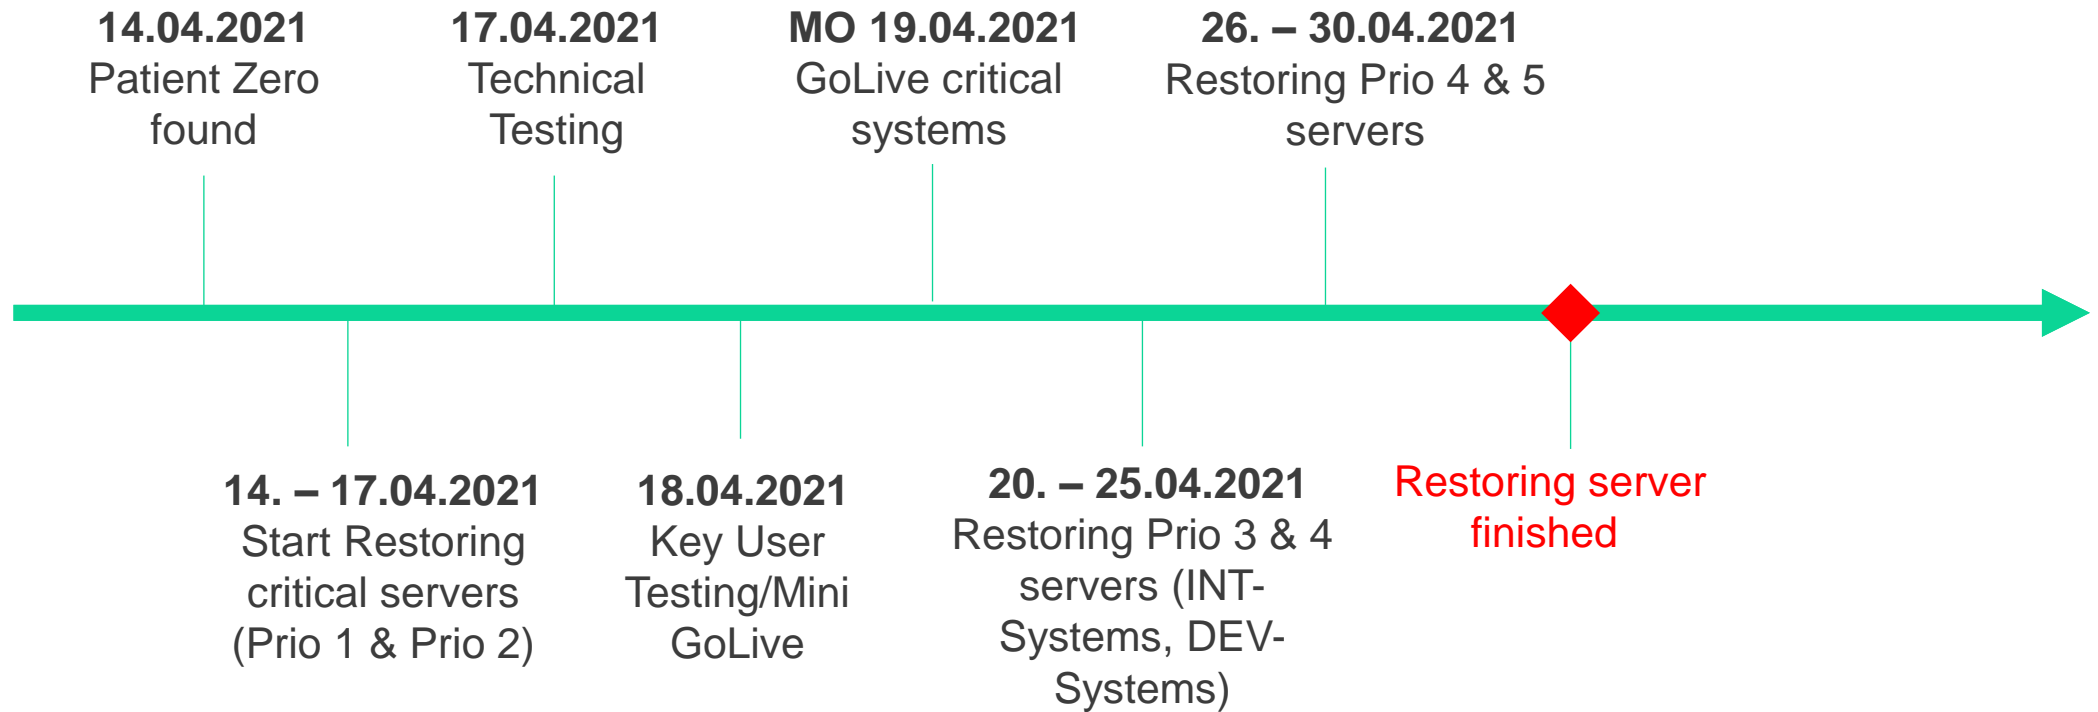 14.04.2021
Patient Zero
found
17.04.2021
Technical
Testing
MO 19.04.2021
GoLive critical
systems
26. – 30.04.2021
Restoring Prio 4 & 5
servers
14. – 17.04.2021
Start Restoring
critical servers
(Prio 1 & Prio 2)
18.04.2021
Key User
Testing/Mini
GoLive
20. – 25.04.2021
Restoring Prio 3 & 4
servers (INT-
Systems, DEV-
Systems)
Restoring server
finished